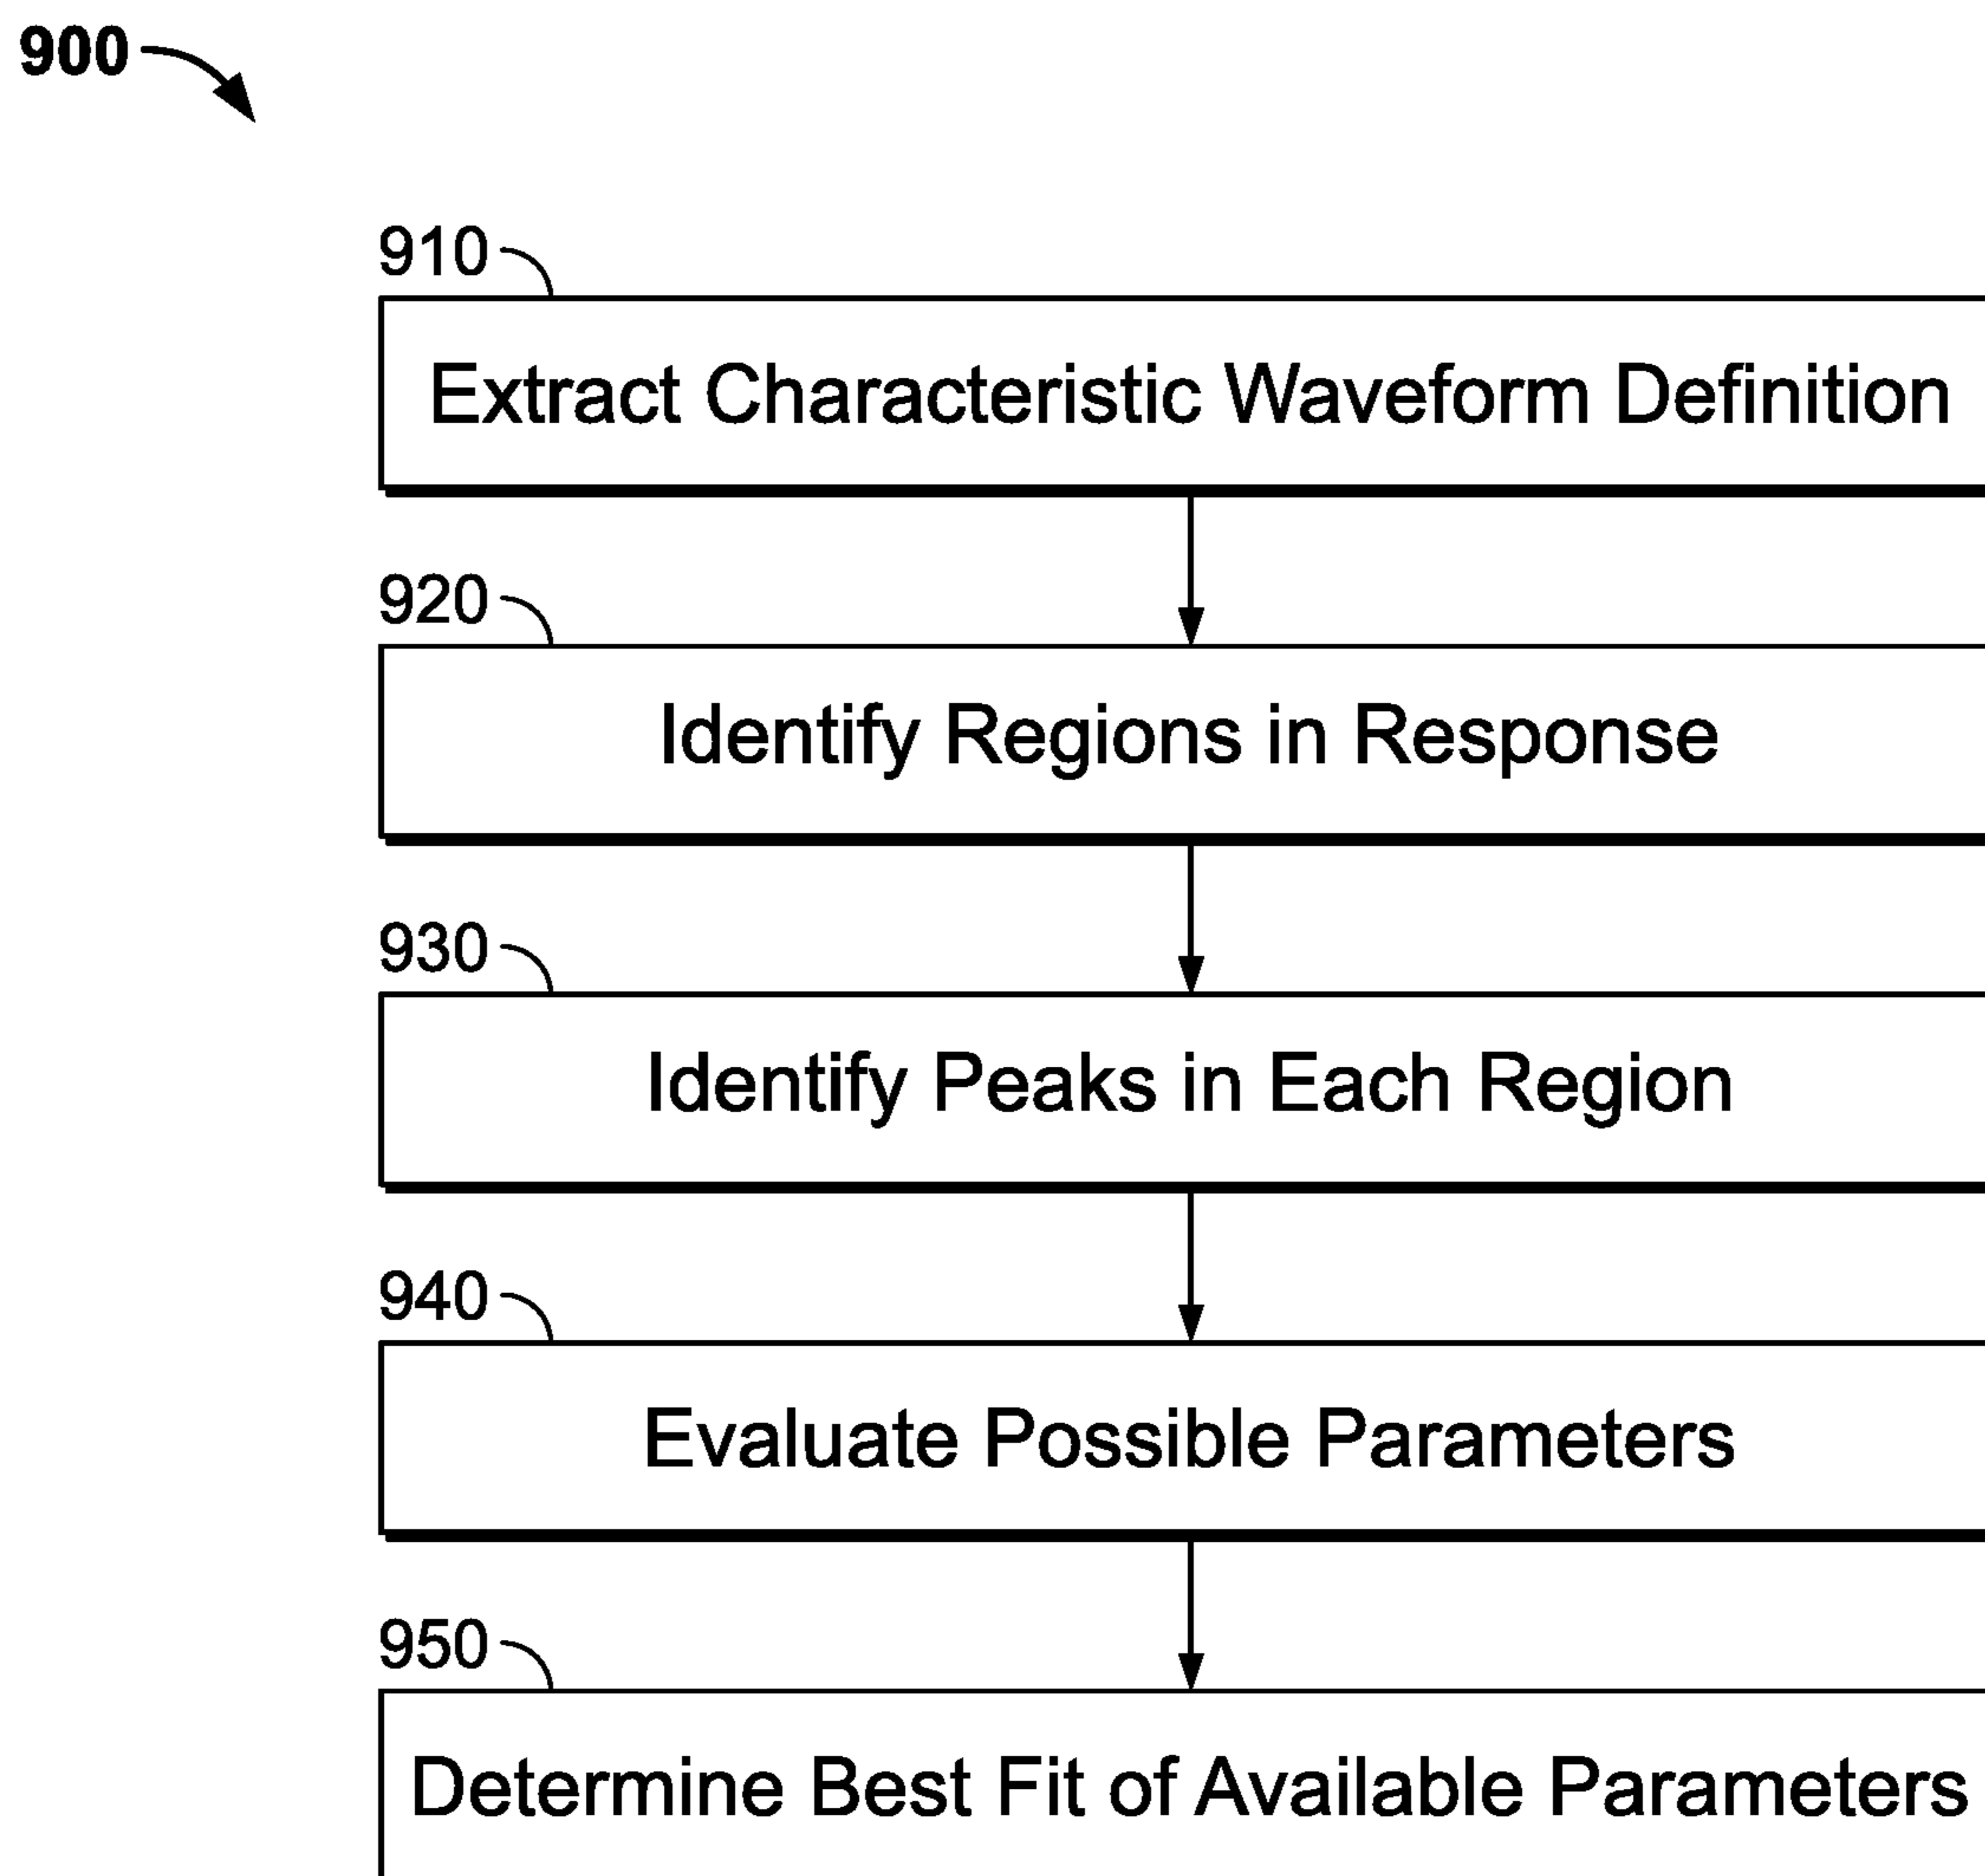 900
910
Extract Characteristic Waveform Definition
920
Identify Regions in Response
930
Identify Peaks in Each Region
940
Evaluate Possible Parameters
950
Determine Best Fit of Available Parameters